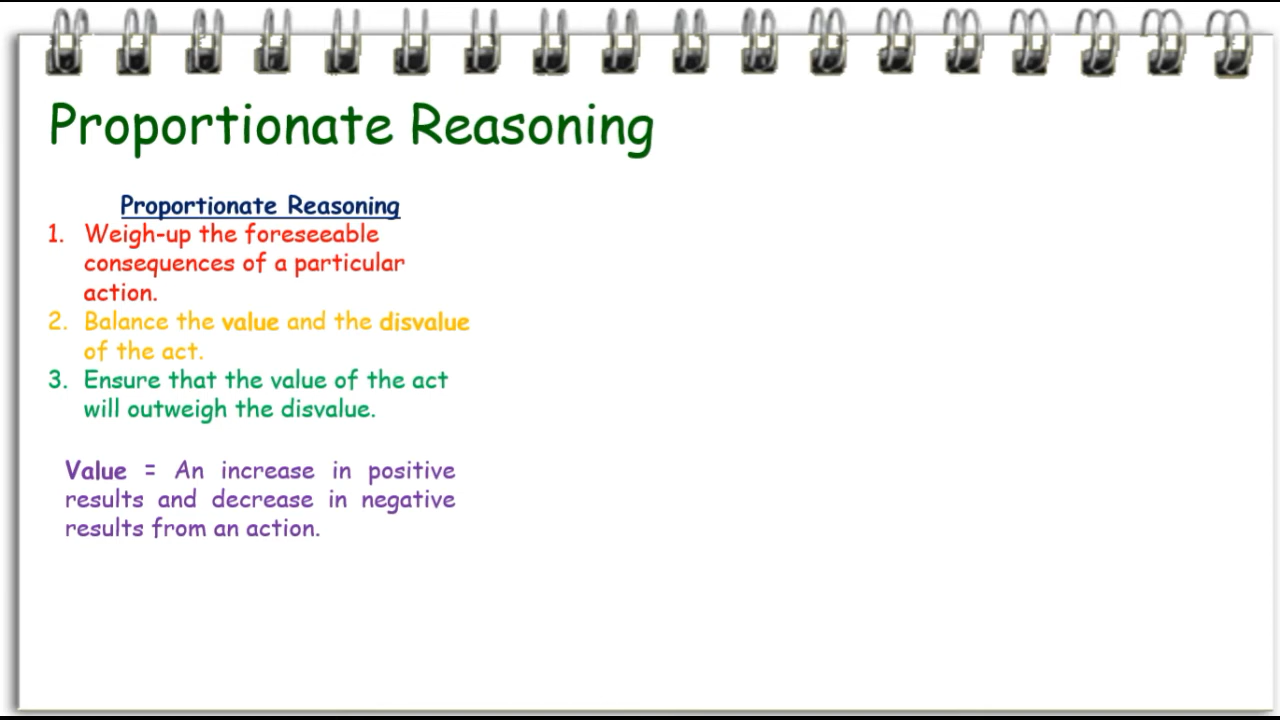 Proportionate Reasoning
Proportionate Reasoning
1. Weigh-up the foreseeable
consequences of a particular
action.
2. Balance the value and the disvalue
of the act.
3. Ensure that the value of the act
will outweigh the disvalue.
Value = An increase in positive
results and decrease in negative
results from an action.